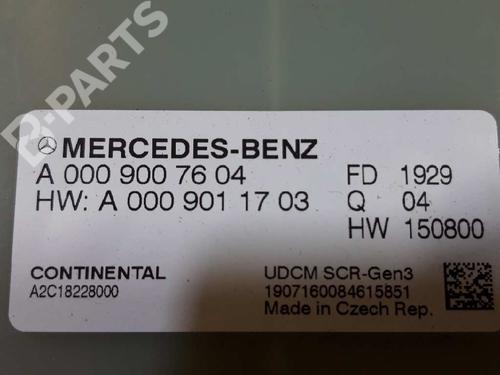 B-PARTS
MERCEDES-BENZ
A 000 900 76 04 FD 1929
HW: A 000 901 17 03 Q 04
HW 150800
CONTINENTAL UDCM SCR-Gen3
A2C18228000 1907160084615851
Made in Czech Rep.